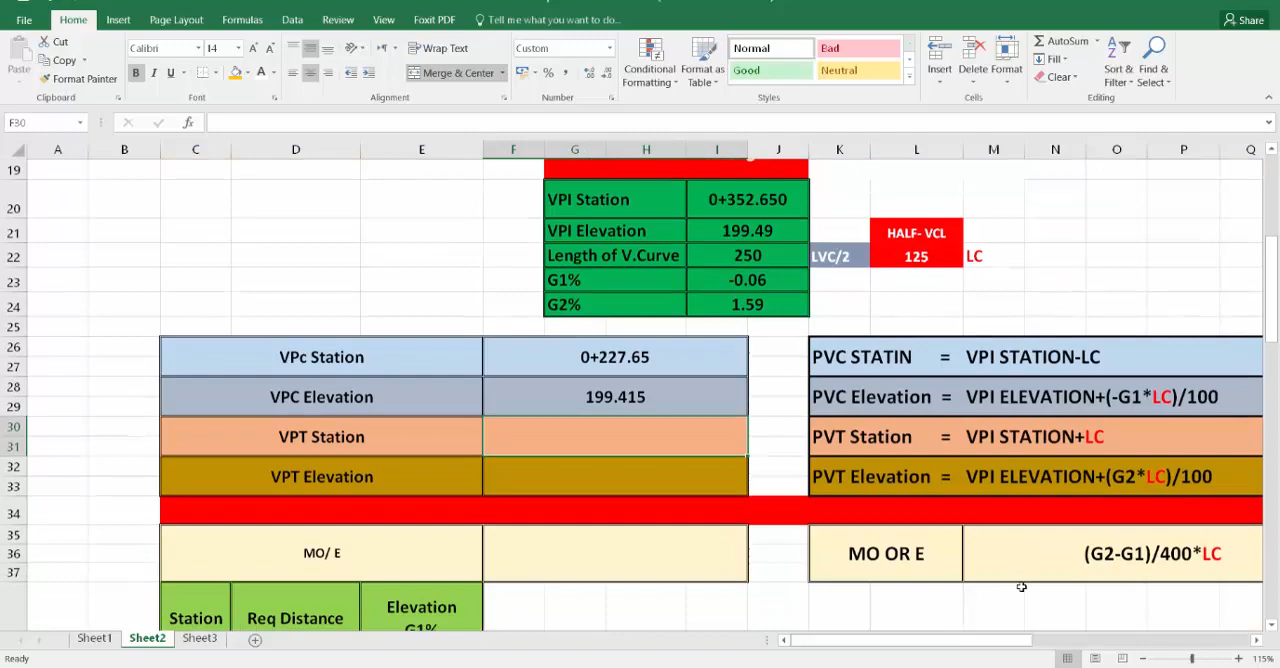 File Home Insert Page Layout Formulas Data Review View Foxit PDF Tell me what you want to do... Share
Paste
Cut
Copy
Format Painter
Clipboard
Calibri 14
B I U
Font
Wrap Text
Merge & Center
Alignment
Custom
Number
Conditional Formatting
Format as Table
Normal Bad
Good Neutral
Styles
Insert Delete Format
Cells
AutoSum
Fill
Clear
Sort & Filter
Find & Select
Editing
F30 fx
A B C D E F G H I J K L M N O P Q
19
20 VPI Station 0+352.650
21 VPI Elevation 199.49 HALF- VCL
22 Length of V.Curve 250 LVC/2 125 LC
23 G1% -0.06
24 G2% 1.59
25
26
27
VPc Station 0+227.65 PVC STATIN = VPI STATION-LC
28
29
VPC Elevation 199.415 PVC Elevation = VPI ELEVATION+(-G1*LC)/100
30
31
VPT Station PVT Station = VPI STATION+LC
32
33
VPT Elevation PVT Elevation = VPI ELEVATION+(G2*LC)/100
34
35
36
37
MO/ E MO OR E (G2-G1)/400*LC
Station Req Distance Elevation
G1%
Sheet1 Sheet2 Sheet3
Ready 115%